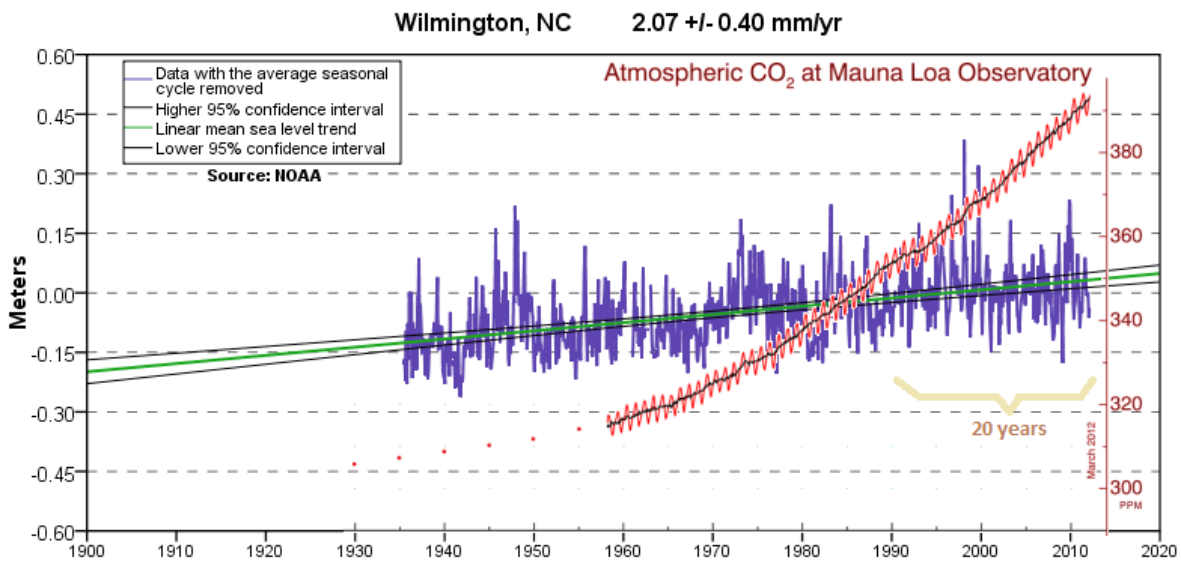 Wilmington, NC 2.07 +/- 0.40 mm/yr
0.60
0.45
0.30
0.15
0.00
-0.15
-0.30
-0.45
-0.60
Meters
Data with the average seasonal
cycle removed
Higher 95% confidence interval
Linear mean sea level trend
Lower 95% confidence interval
Source: NOAA
Atmospheric CO2 at Mauna Loa Observatory
380
360
340
320
300
PPM
March 2012
20 years
1900 1910 1920 1930 1940 1950 1960 1970 1980 1990 2000 2010 2020